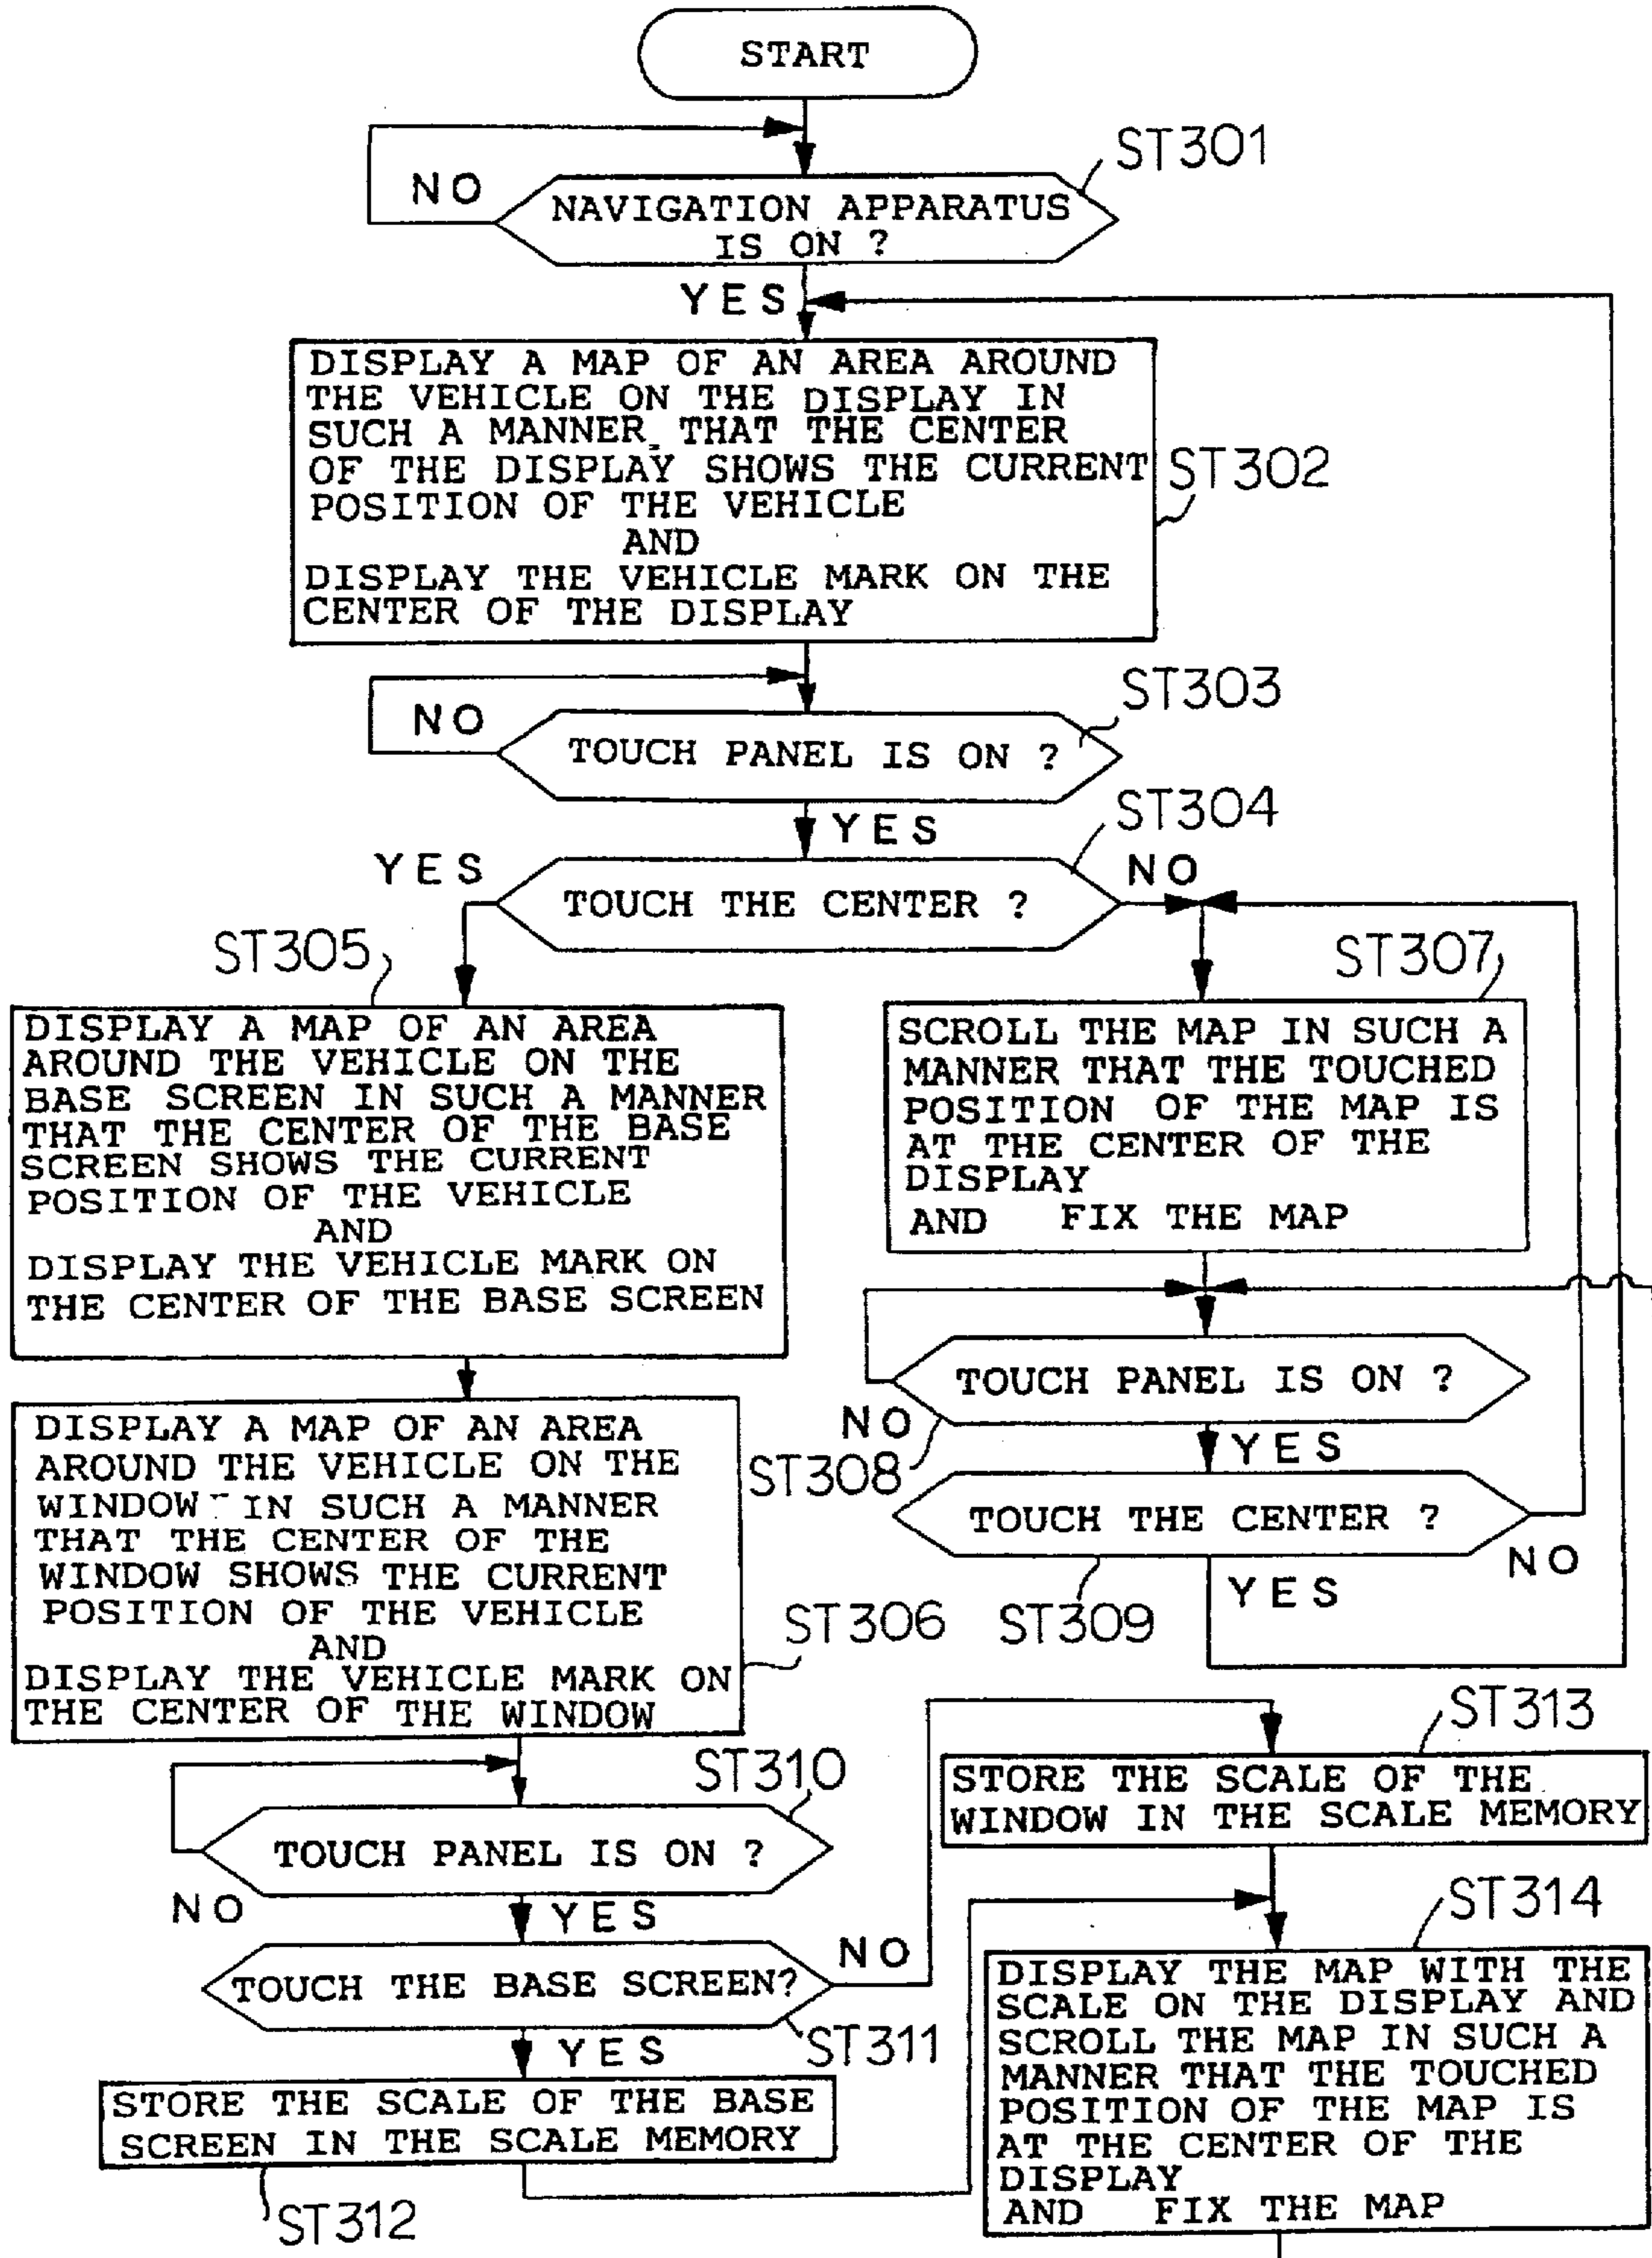 START
ST301
NO
NAVIGATION APPARATUS
IS ON ?
YES
DISPLAY A MAP OF AN AREA AROUND
THE VEHICLE ON THE DISPLAY IN
SUCH A MANNER THAT THE CENTER
OF THE DISPLAY SHOWS THE CURRENT
POSITION OF THE VEHICLE
AND
DISPLAY THE VEHICLE MARK ON THE
CENTER OF THE DISPLAY
ST302
ST303
NO
TOUCH PANEL IS ON ?
YES
ST304
YES
TOUCH THE CENTER ?
NO
ST305
DISPLAY A MAP OF AN AREA
AROUND THE VEHICLE ON THE
BASE SCREEN IN SUCH A MANNER
THAT THE CENTER OF THE BASE
SCREEN SHOWS THE CURRENT
POSITION OF THE VEHICLE
AND
DISPLAY THE VEHICLE MARK ON
THE CENTER OF THE BASE SCREEN
ST307
SCROLL THE MAP IN SUCH A
MANNER THAT THE TOUCHED
POSITION OF THE MAP IS
AT THE CENTER OF THE
DISPLAY
AND FIX THE MAP
TOUCH PANEL IS ON ?
NO
ST308
YES
TOUCH THE CENTER ?
NO
YES
ST309
DISPLAY A MAP OF AN AREA
AROUND THE VEHICLE ON THE
WINDOW IN SUCH A MANNER
THAT THE CENTER OF THE
WINDOW SHOWS THE CURRENT
POSITION OF THE VEHICLE
AND
DISPLAY THE VEHICLE MARK ON
THE CENTER OF THE WINDOW
ST306
ST310
TOUCH PANEL IS ON ?
NO
YES
TOUCH THE BASE SCREEN?
NO
ST311
YES
STORE THE SCALE OF THE BASE
SCREEN IN THE SCALE MEMORY
ST312
ST313
STORE THE SCALE OF THE
WINDOW IN THE SCALE MEMORY
ST314
DISPLAY THE MAP WITH THE
SCALE ON THE DISPLAY AND
SCROLL THE MAP IN SUCH A
MANNER THAT THE TOUCHED
POSITION OF THE MAP IS
AT THE CENTER OF THE
DISPLAY
AND FIX THE MAP